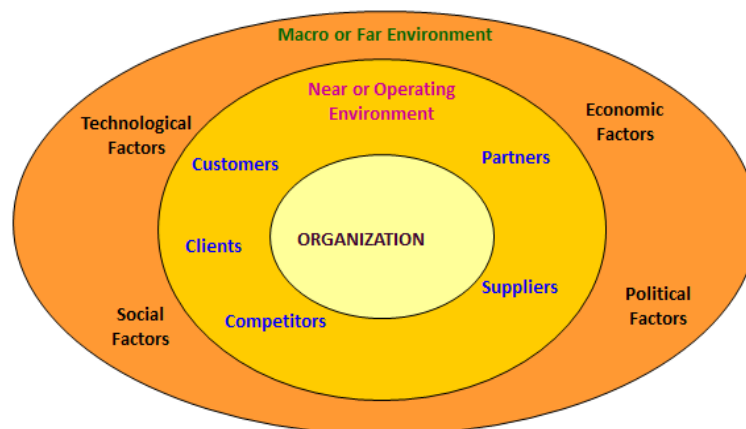 Macro or Far Environment
Near or Operating
Environment
Technological
Factors
Economic
Factors
Customers
Partners
Clients
ORGANIZATION
Suppliers
Competitors
Social
Factors
Political
Factors